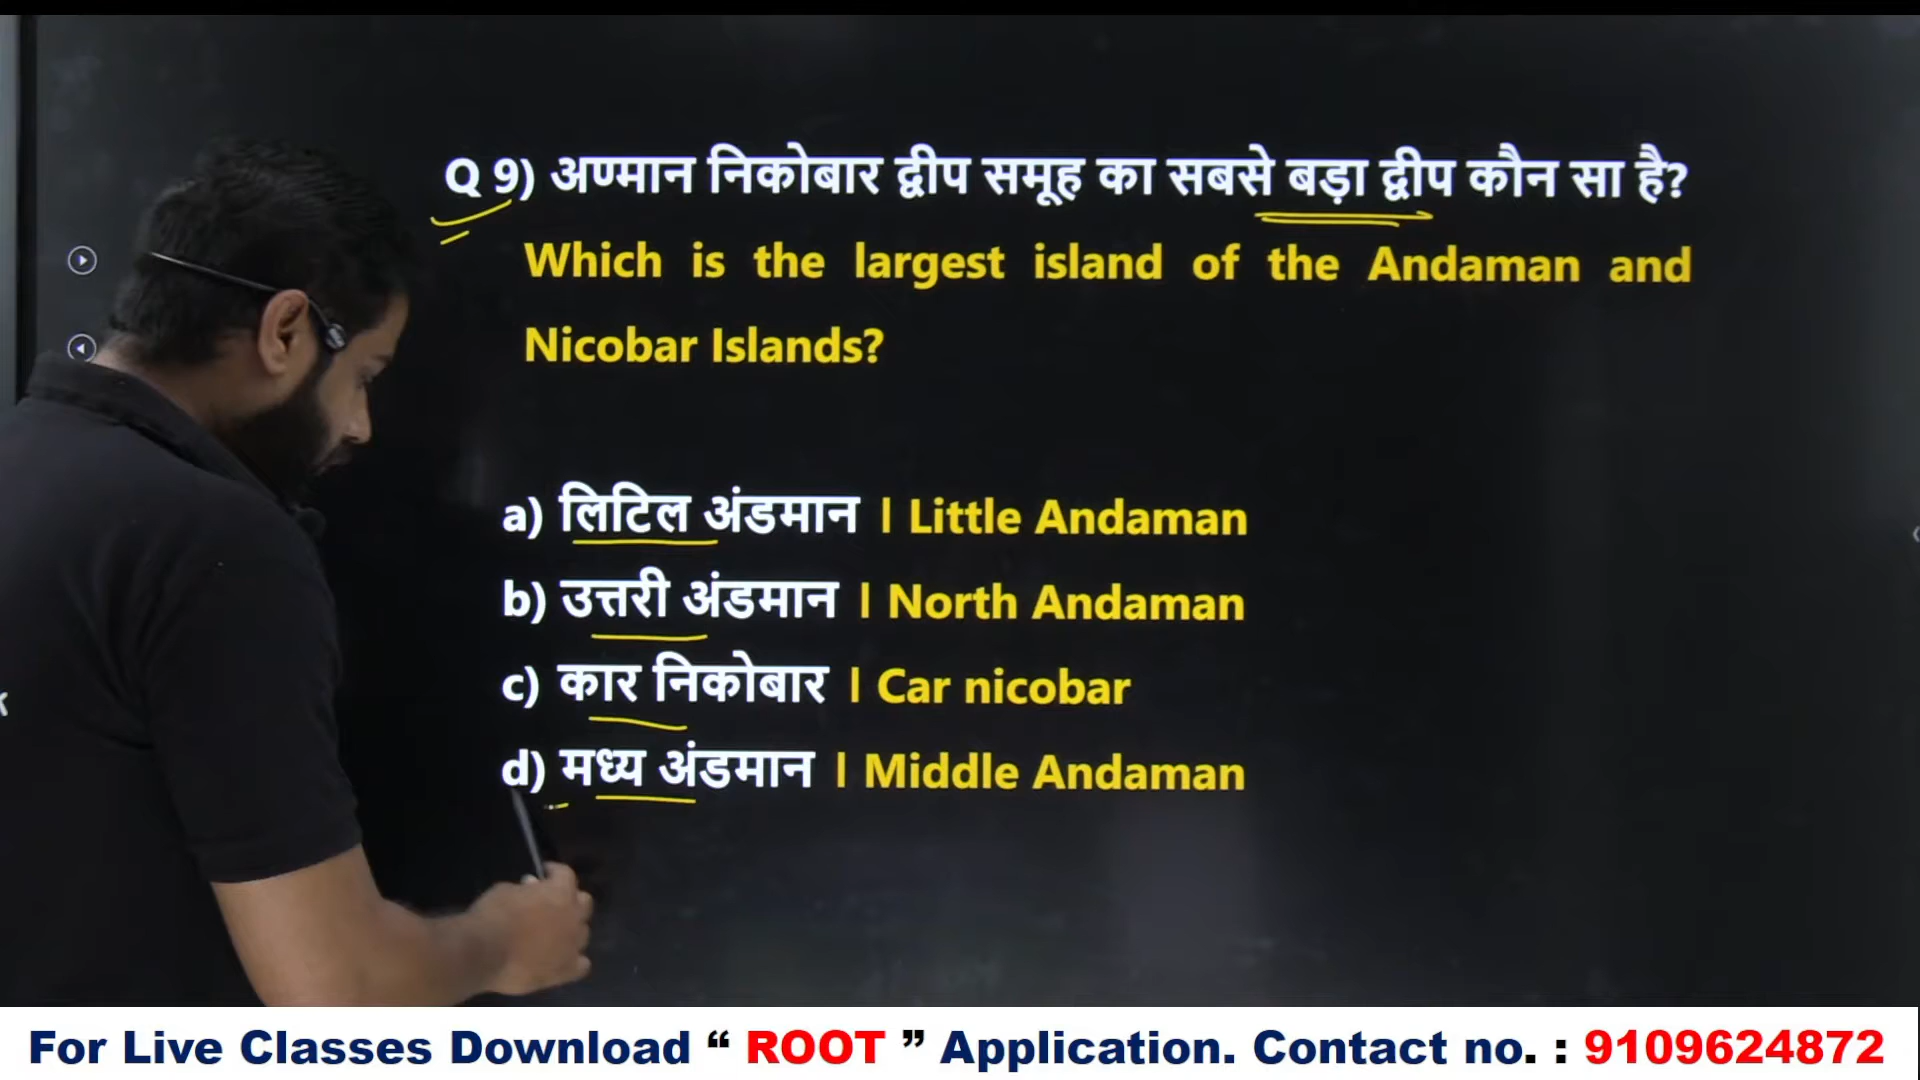 Q 9) अण्मान निकोबार द्वीप समूह का सबसे बड़ा द्वीप कौन सा है?
Which is the largest island of the Andaman and
Nicobar Islands?
a) लिटिल अंडमान | Little Andaman
b) उत्तरी अंडमान | North Andaman
c) कार निकोबार | Car nicobar
d) मध्य अंडमान | Middle Andaman
For Live Classes Download “ ROOT ” Application. Contact no. : 9109624872